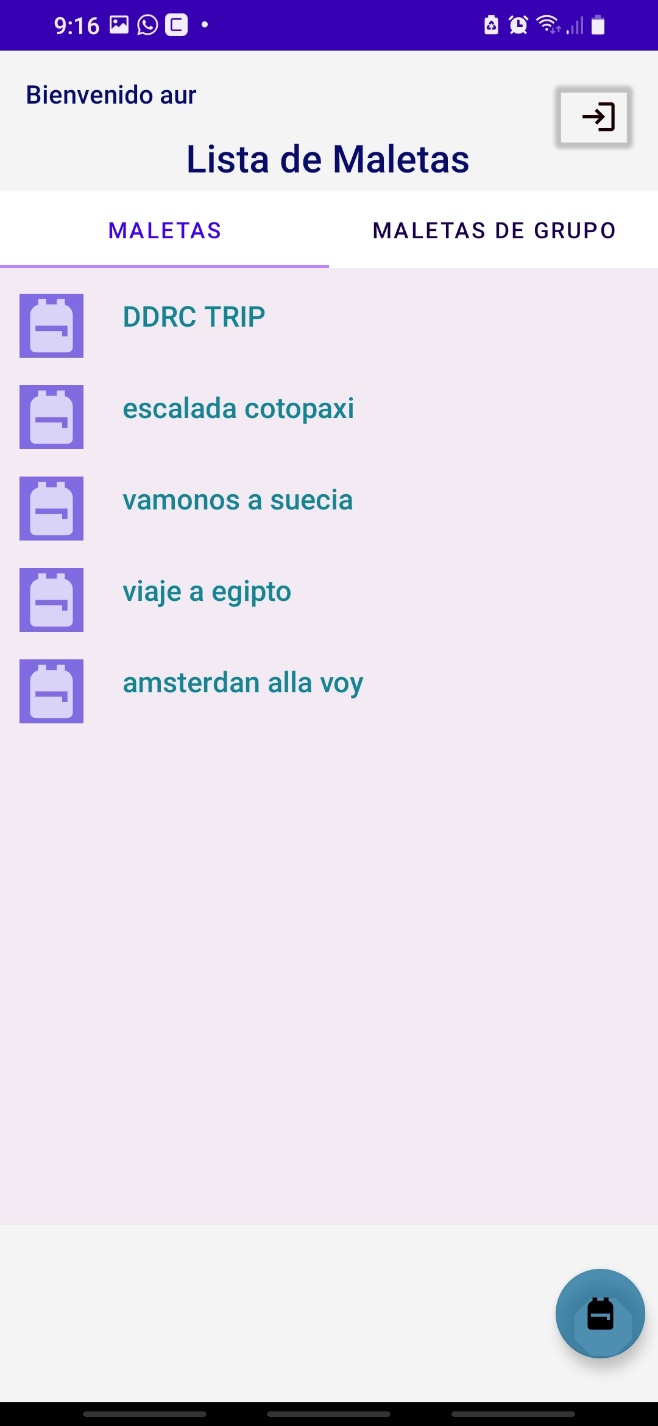 9:16
Bienvenido aur
Lista de Maletas
MALETAS
MALETAS DE GRUPO
DDRC TRIP
escalada cotopaxi
vamonos a suecia
viaje a egipto
amsterdan alla voy